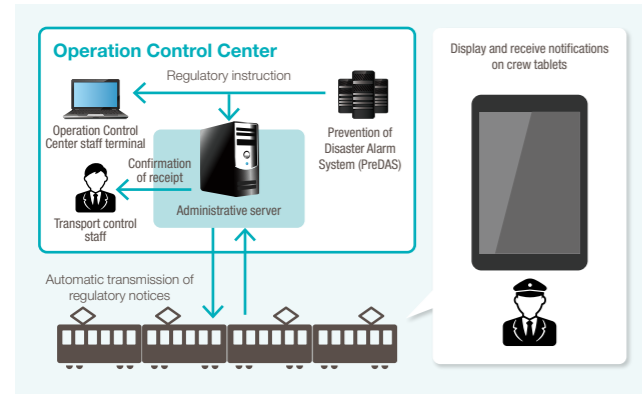 Operation Control Center
Regulatory instruction
Operation Control
Center staff terminal
Prevention of
Disaster Alarm
System (PreDAS)
Confirmation
of receipt
Transport control
staff
Administrative server
Automatic transmission of
regulatory notices
Display and receive notifications
on crew tablets